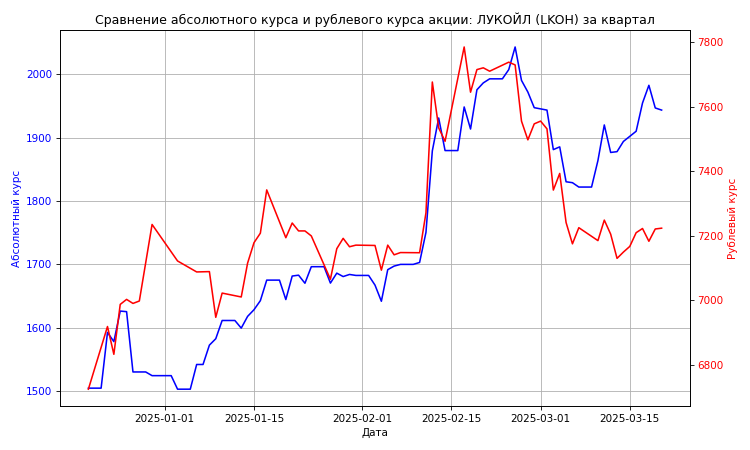 Сравнение абсолютного курса и рублевого курса акции: ЛУКОЙЛ (LKOH) за квартал
Абсолютный курс
2000
1900
1800
1700
1600
1500
7800
7600
7400
7200
7000
6800
Рублевый курс
2025-01-01 2025-01-15 2025-02-01 2025-02-15 2025-03-01 2025-03-15
Дата